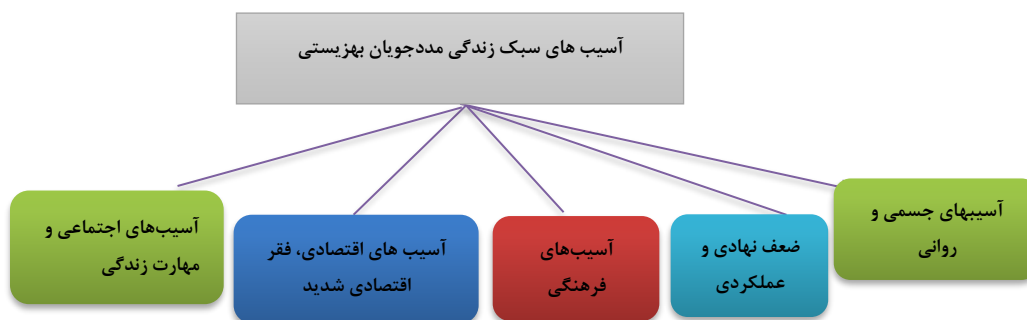 آسیب های سبک زندگی مددجویان بهزیستی
آسیبهای جسمی و
روانی
ضعف نهادی و
عملکردی
آسیب‌های
فرهنگی
آسیب های اقتصادی، فقر
اقتصادی شدید
آسیب‌های اجتماعی و
مهارت زندگی